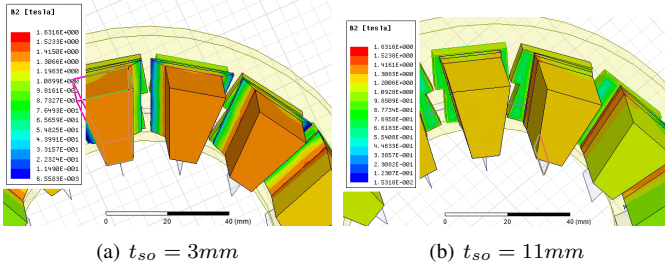 B2 [tesla]
1.6316E+000
1.5233E+000
1.4150E+000
1.3066E+000
1.1983E+000
1.0899E+000
9.8161E-001
8.7327E-001
7.6493E-001
6.5659E-001
5.4825E-001
4.3991E-001
3.3157E-001
2.2324E-001
1.1490E-001
6.5583E-003
0
20
40 (mm)
B2 [tesla]
1.6316E+000
1.5238E+000
1.4161E+000
1.3083E+000
1.2006E+000
1.0928E+000
9.8509E-001
8.7734E-001
7.6958E-001
6.6183E-001
5.5408E-001
4.4633E-001
3.3857E-001
2.3082E-001
1.2307E-001
1.5318E-002
0
20
40 (mm)
(a) t_so = 3mm
(b) t_so = 11mm